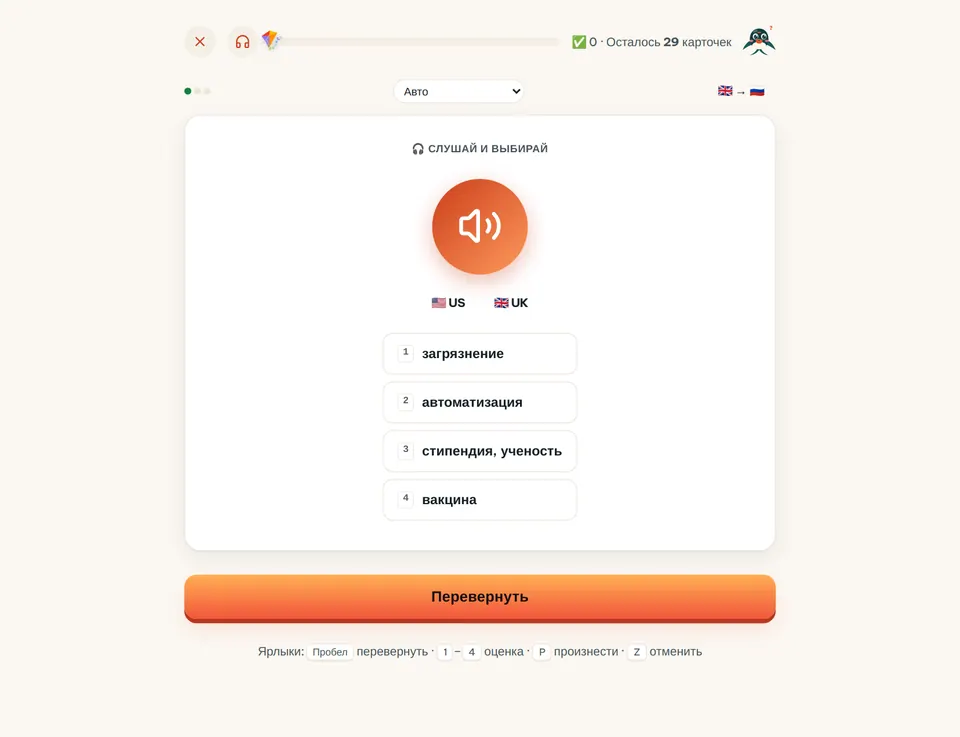 ✅ 0 · Осталось 29 карточек
Авто
🇬🇧 → 🇷🇺
🎧 СЛУШАЙ И ВЫБИРАЙ
🇺🇸 US 🇬🇧 UK
1 загрязнение
2 автоматизация
3 стипендия, ученость
4 вакцина
Перевернуть
Ярлыки: Пробел перевернуть · 1 – 4 оценка · P произнести · Z отменить